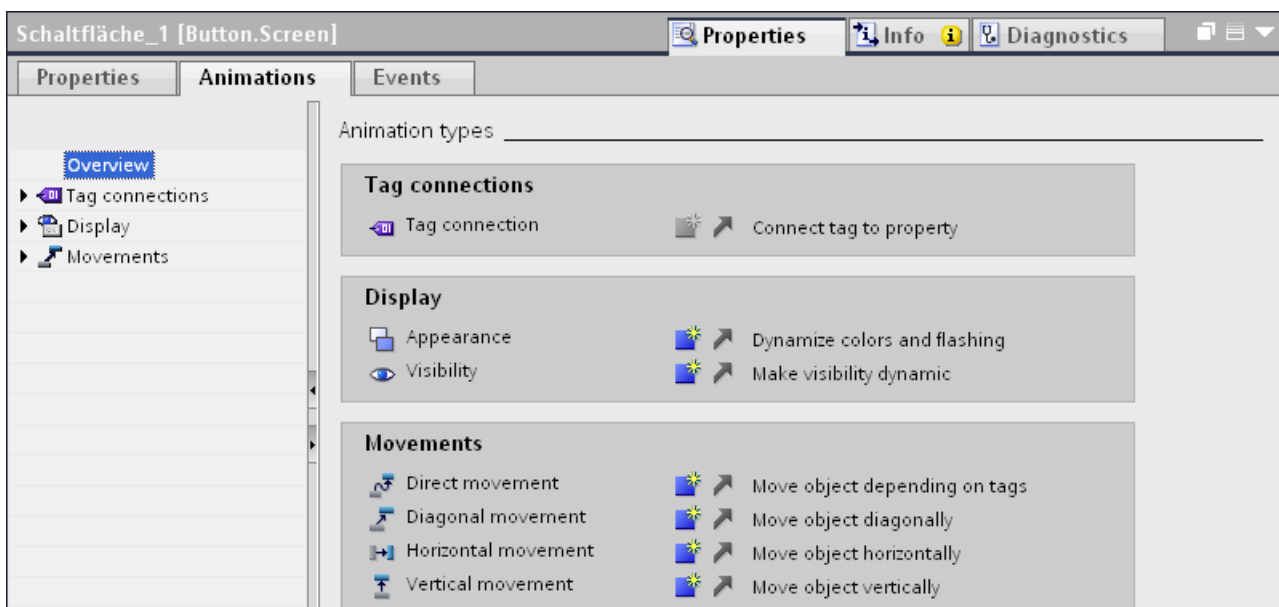 Schaltfläche_1 [Button.Screen]
Properties
Info
Diagnostics
Properties
Animations
Events
Overview
Tag connections
Display
Movements
Animation types
Tag connections
Tag connection
Connect tag to property
Display
Appearance
Dynamize colors and flashing
Visibility
Make visibility dynamic
Movements
Direct movement
Move object depending on tags
Diagonal movement
Move object diagonally
Horizontal movement
Move object horizontally
Vertical movement
Move object vertically